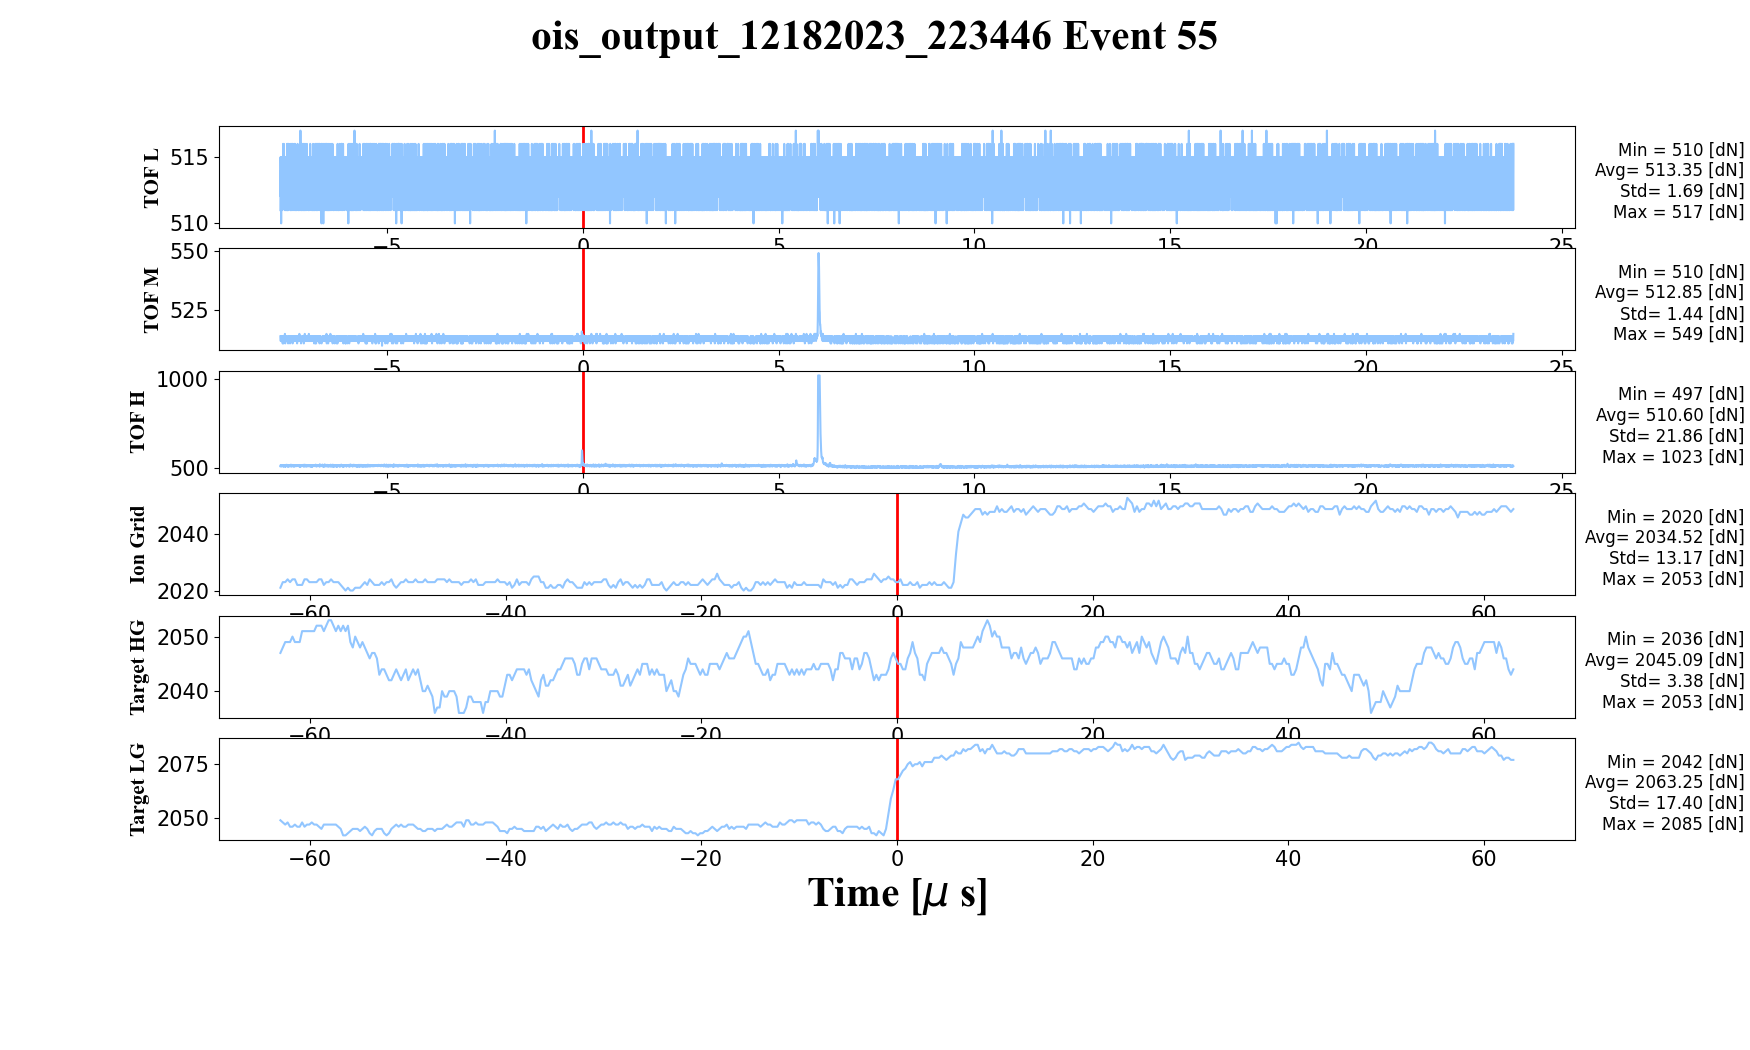 ois_output_12182023_223446 Event 55
TOF L
515
510
−5 0 5 10 15 20 25
Min = 510 [dN]
Avg= 513.35 [dN]
Std= 1.69 [dN]
Max = 517 [dN]
TOF M
550
525
−5 0 5 10 15 20 25
Min = 510 [dN]
Avg= 512.85 [dN]
Std= 1.44 [dN]
Max = 549 [dN]
TOF H
1000
500
−5 0 5 10 15 20 25
Min = 497 [dN]
Avg= 510.60 [dN]
Std= 21.86 [dN]
Max = 1023 [dN]
Ion Grid
2040
2020
−60 −40 −20 0 20 40 60
Min = 2020 [dN]
Avg= 2034.52 [dN]
Std= 13.17 [dN]
Max = 2053 [dN]
Target HG
2050
2040
−60 −40 −20 0 20 40 60
Min = 2036 [dN]
Avg= 2045.09 [dN]
Std= 3.38 [dN]
Max = 2053 [dN]
Target LG
2075
2050
−60 −40 −20 0 20 40 60
Min = 2042 [dN]
Avg= 2063.25 [dN]
Std= 17.40 [dN]
Max = 2085 [dN]
Time [μ s]